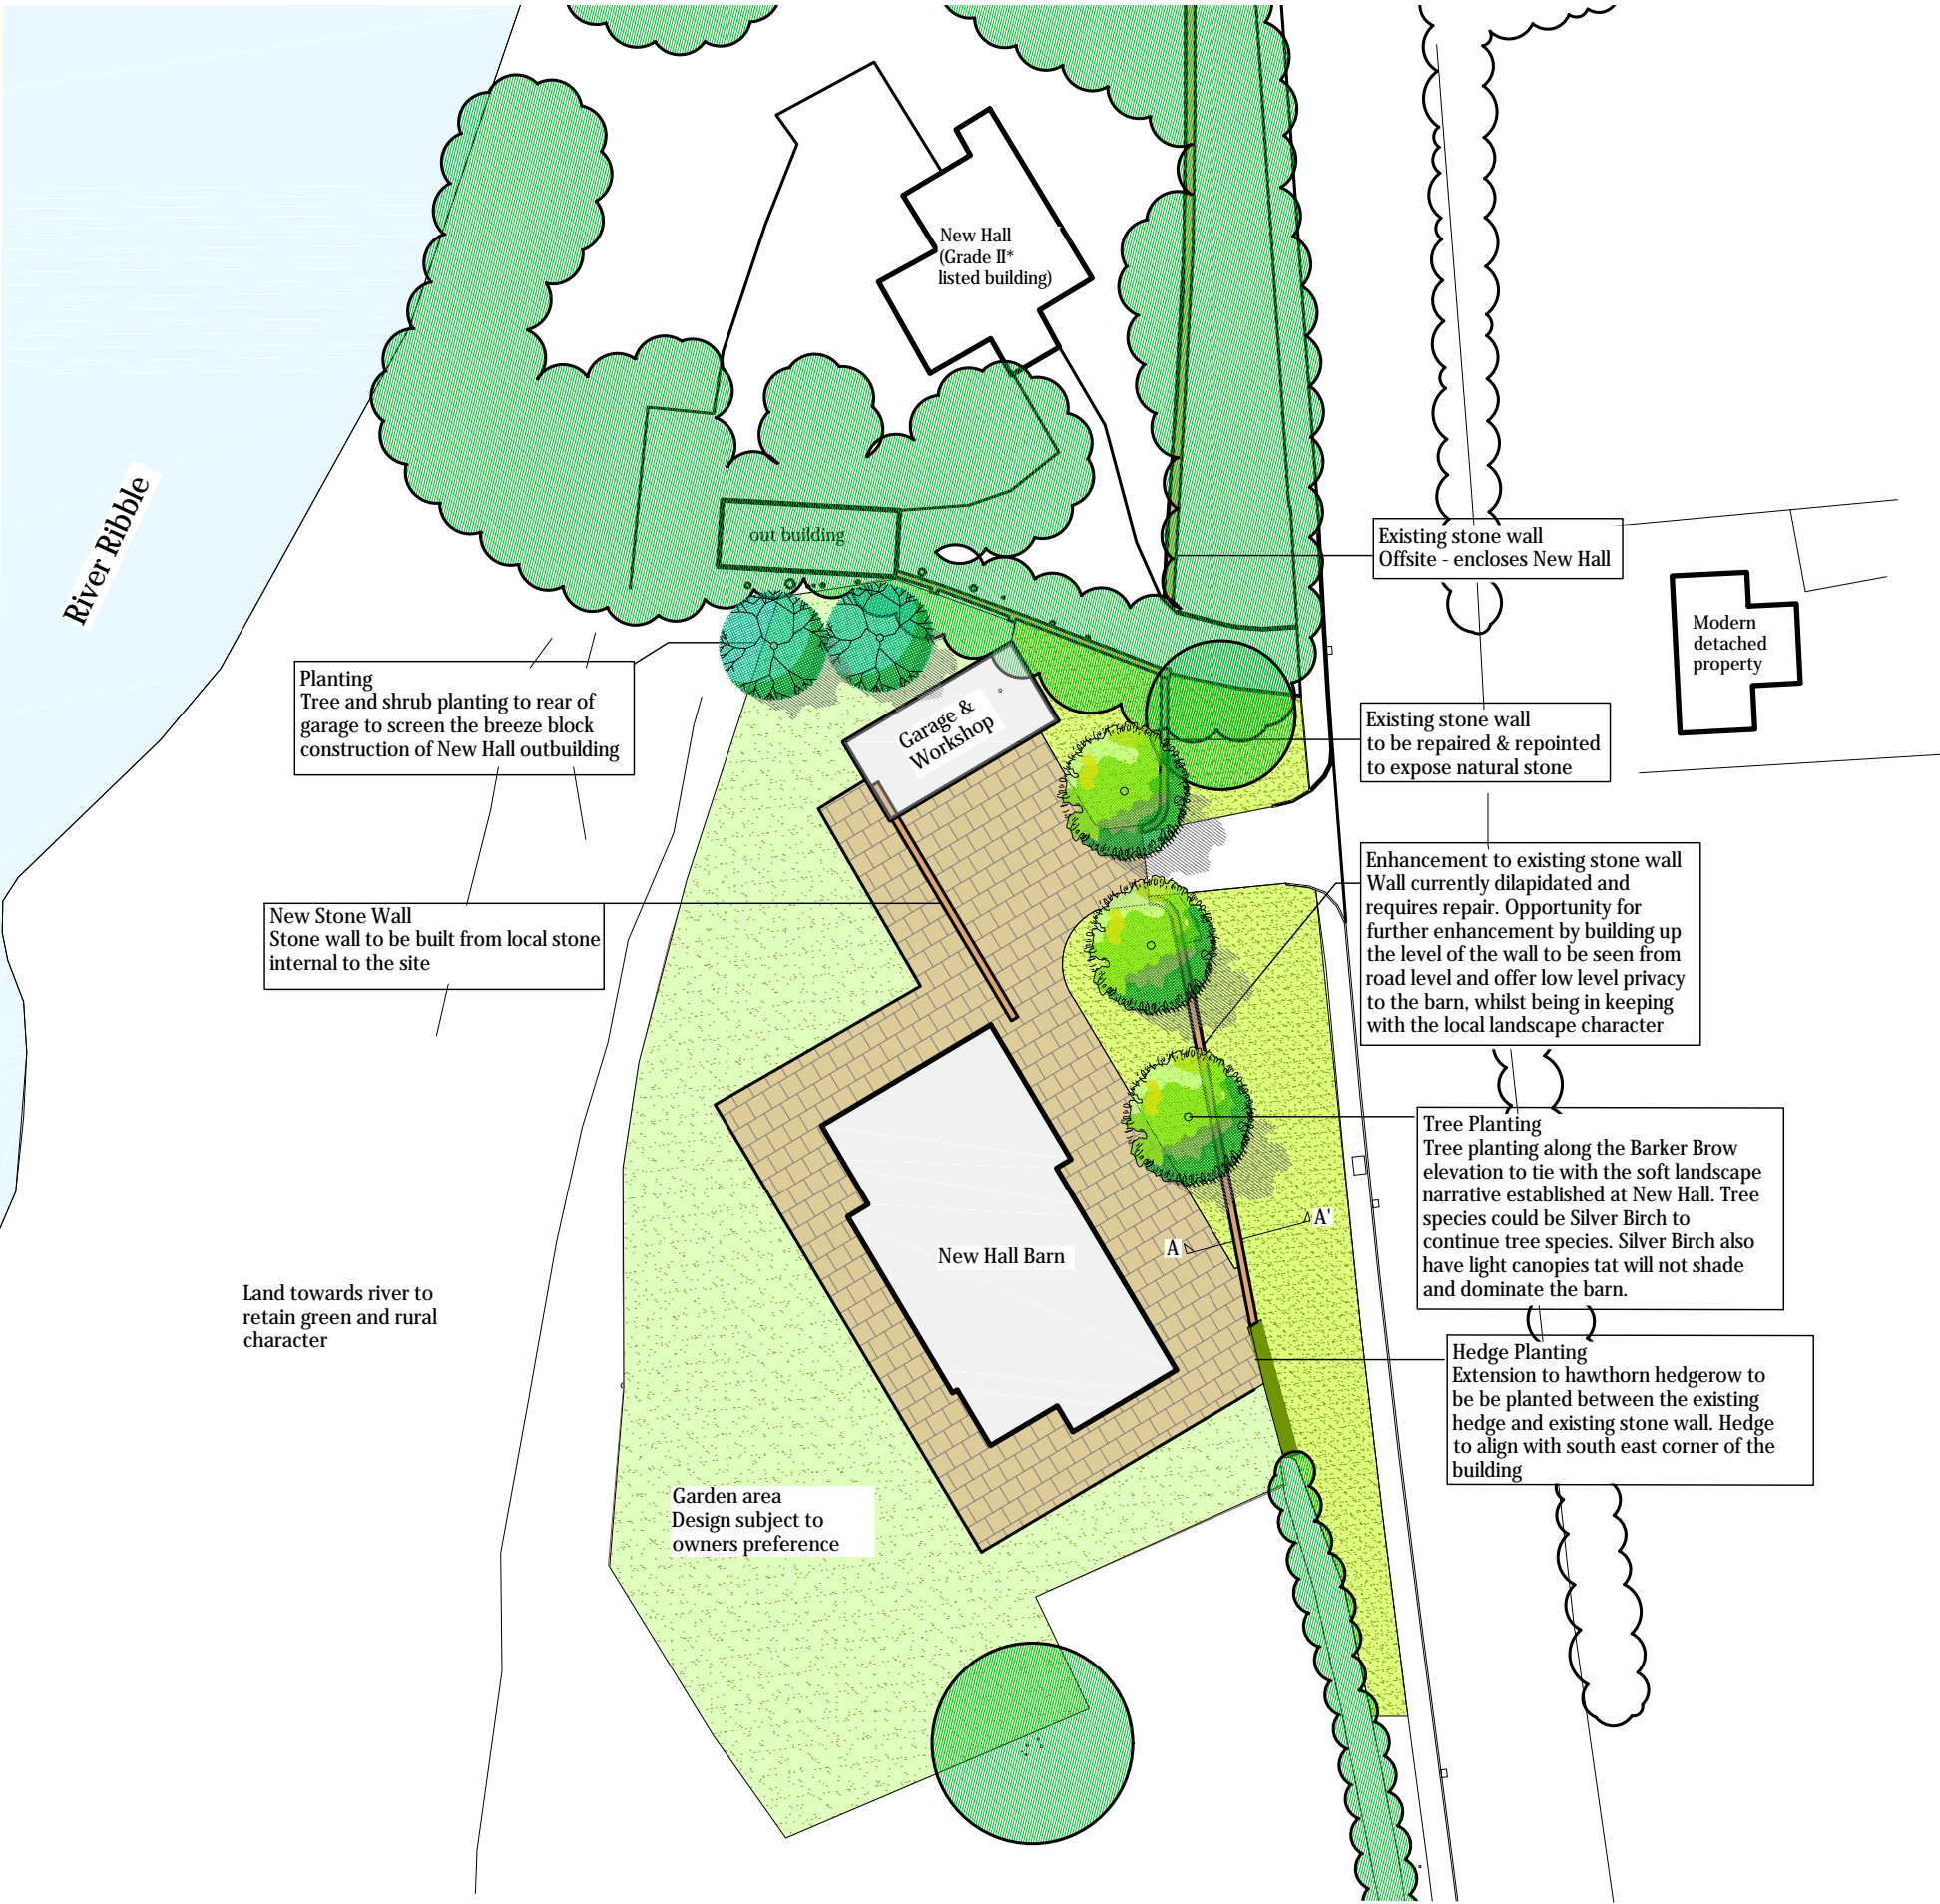 New Hall
(Grade II*
listed building)
River Ribble
out building
Existing stone wall
Offsite - encloses New Hall
Modern
detached
property
Planting
Tree and shrub planting to rear of
garage to screen the breeze block
construction of New Hall outbuilding
Garage &
Workshop
Existing stone wall
to be repaired & repointed
to expose natural stone
Enhancement to existing stone wall
Wall currently dilapidated and
requires repair. Opportunity for
further enhancement by building up
the level of the wall to be seen from
road level and offer low level privacy
to the barn, whilst being in keeping
with the local landscape character
New Stone Wall
Stone wall to be built from local stone
internal to the site
Tree Planting
Tree planting along the Barker Brow
elevation to tie with the soft landscape
narrative established at New Hall. Tree
species could be Silver Birch to
continue tree species. Silver Birch also
have light canopies tat will not shade
and dominate the barn.
A'
A
New Hall Barn
Land towards river to
retain green and rural
character
Hedge Planting
Extension to hawthorn hedgerow to
be be planted between the existing
hedge and existing stone wall. Hedge
to align with south east corner of the
building
Garden area
Design subject to
owners preference